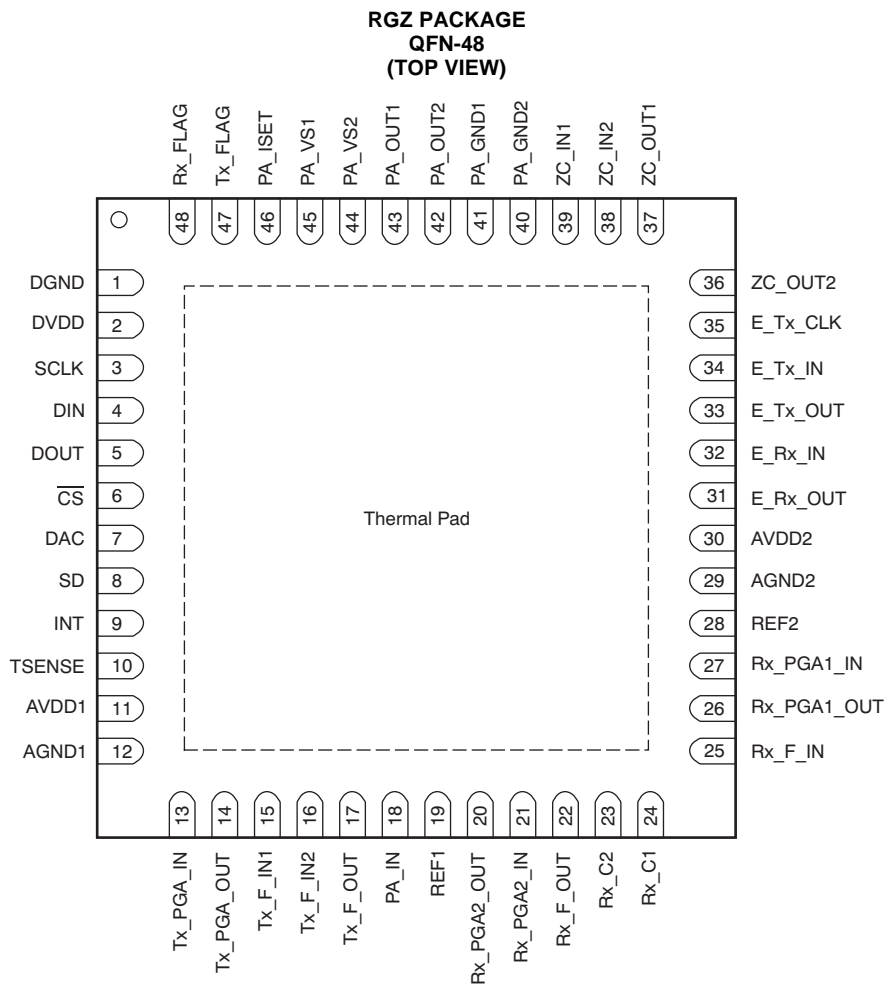 RGZ PACKAGE
QFN-48
(TOP VIEW)
Rx_FLAG
Tx_FLAG
PA_ISET
PA_VS1
PA_VS2
PA_OUT1
PA_OUT2
PA_GND1
PA_GND2
ZC_IN1
ZC_IN2
ZC_OUT1
48 47 46 45 44 43 42 41 40 39 38 37
DGND 1
DVDD 2
SCLK 3
DIN 4
DOUT 5
C̅S̅ 6
DAC 7
SD 8
INT 9
TSENSE 10
AVDD1 11
AGND1 12
Thermal Pad
36 ZC_OUT2
35 E_Tx_CLK
34 E_Tx_IN
33 E_Tx_OUT
32 E_Rx_IN
31 E_Rx_OUT
30 AVDD2
29 AGND2
28 REF2
27 Rx_PGA1_IN
26 Rx_PGA1_OUT
25 Rx_F_IN
13 14 15 16 17 18 19 20 21 22 23 24
Tx_PGA_IN
Tx_PGA_OUT
Tx_F_IN1
Tx_F_IN2
Tx_F_OUT
PA_IN
REF1
Rx_PGA2_OUT
Rx_PGA2_IN
Rx_F_OUT
Rx_C2
Rx_C1